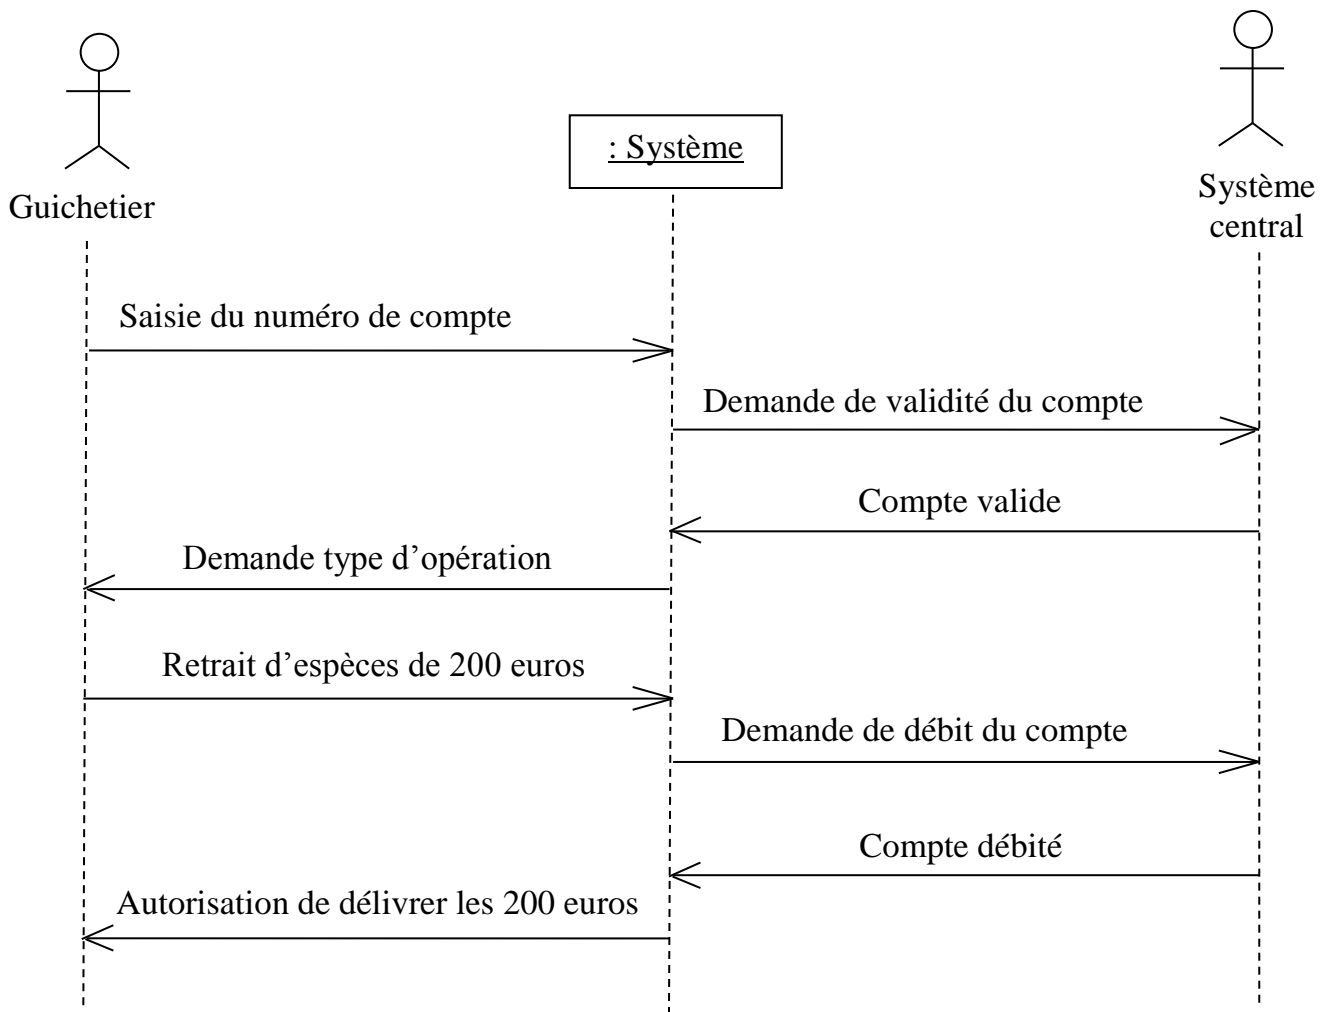 : Système
Guichetier
Système
central
Saisie du numéro de compte
Demande de validité du compte
Compte valide
Demande type d’opération
Retrait d’espèces de 200 euros
Demande de débit du compte
Compte débité
Autorisation de délivrer les 200 euros